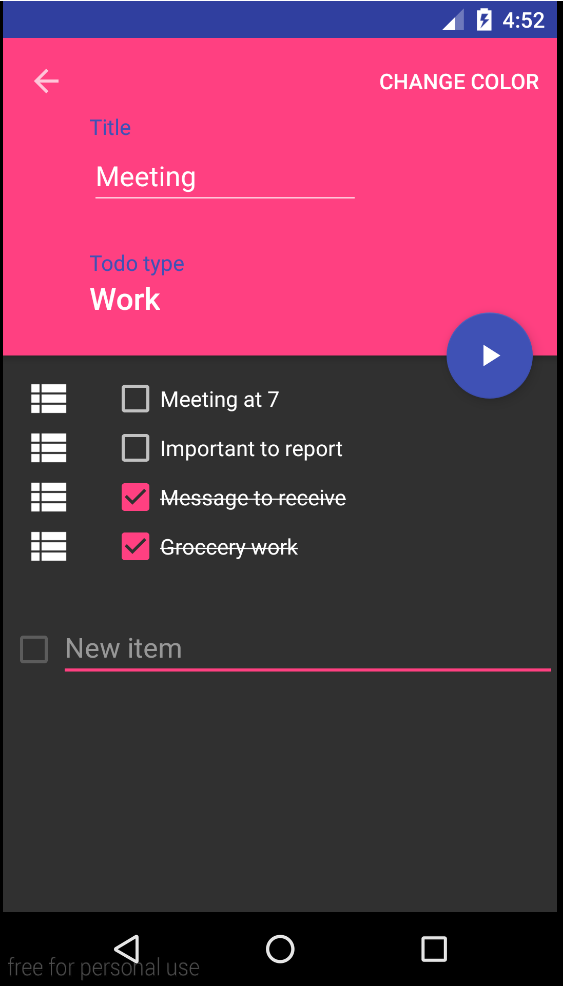 4:52
CHANGE COLOR
Title
Meeting
Todo type
Work
Meeting at 7
Important to report
Message to receive
Groccery work
New item
free for personal use